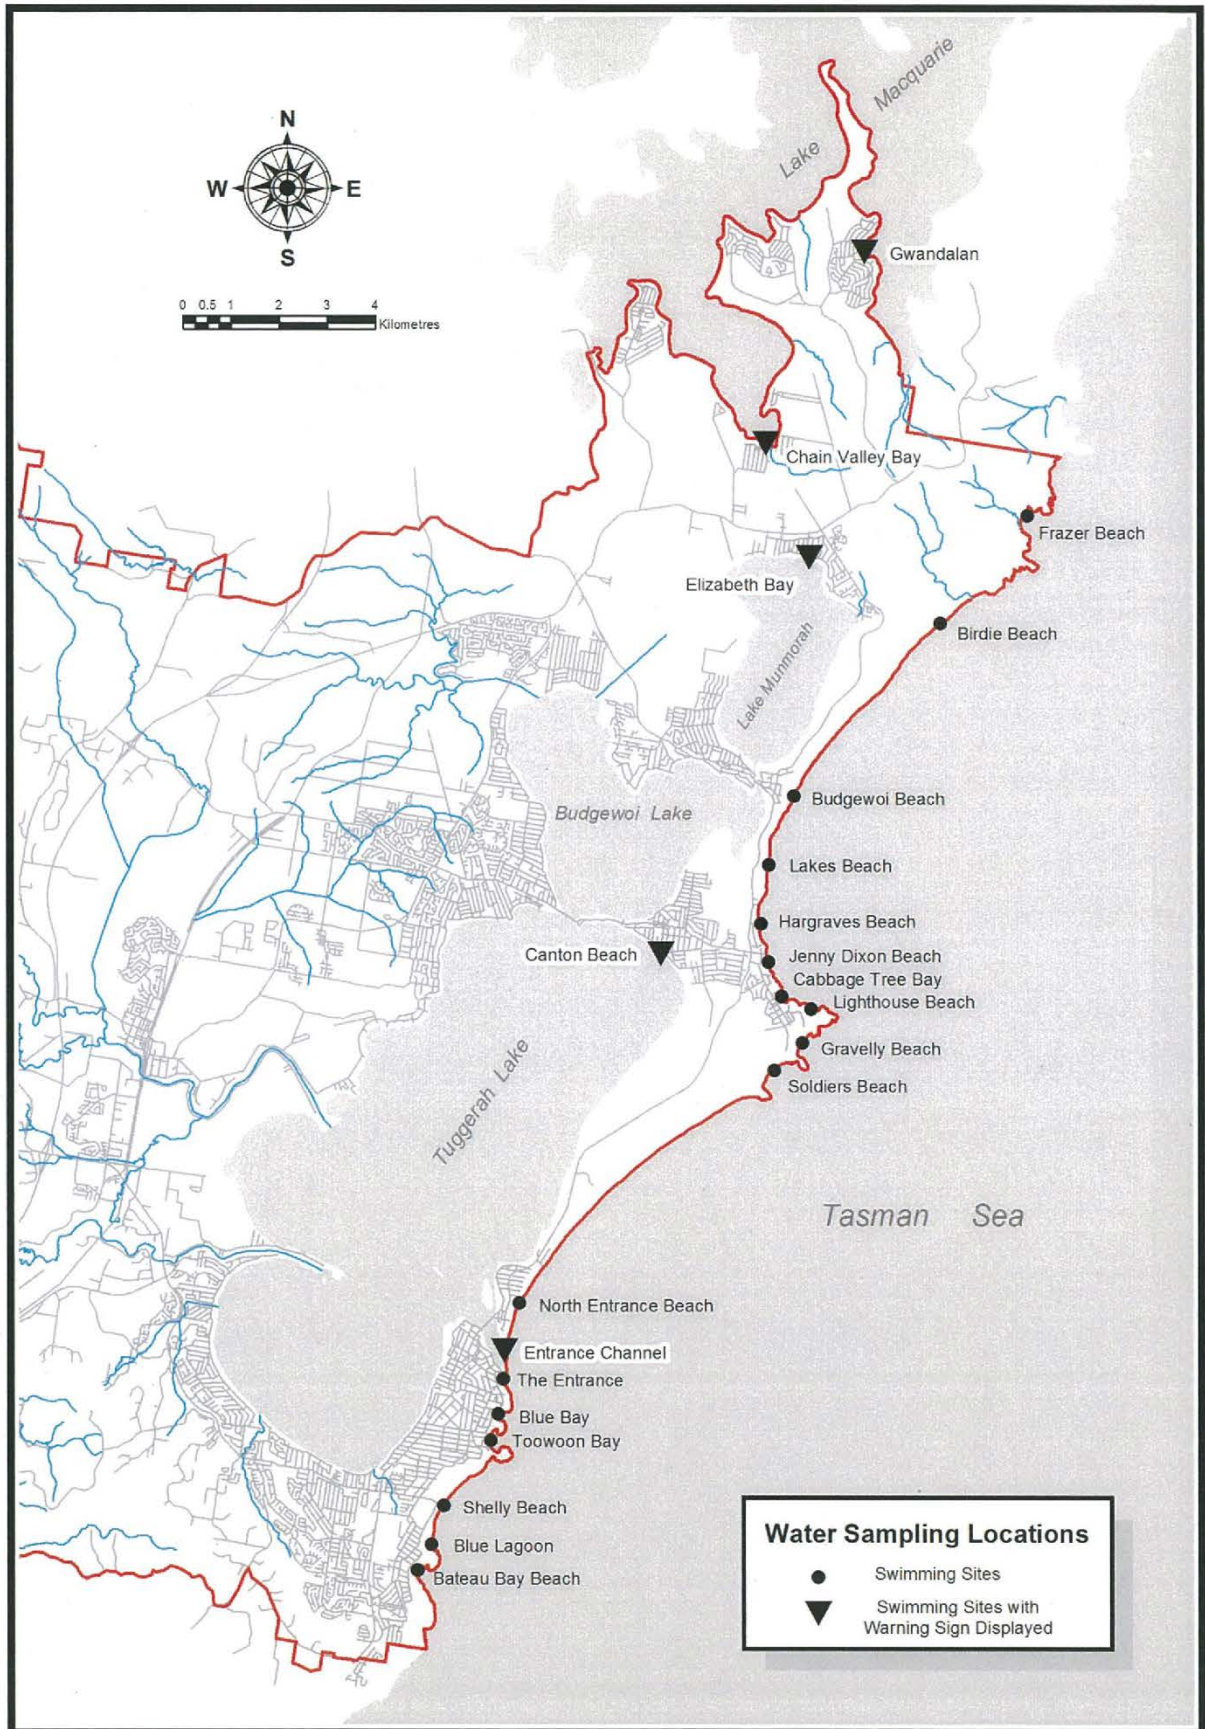 Macquarie
Lake
N
W E
S
Gwandalan
0 0.5 1 2 3 4
Kilometres
Chain Valley Bay
Frazer Beach
Elizabeth Bay
Birdie Beach
Lake Munmorah
Budgewoi Beach
Budgewoi Lake
Lakes Beach
Hargraves Beach
Canton Beach
Jenny Dixon Beach
Cabbage Tree Bay
Lighthouse Beach
Gravelly Beach
Soldiers Beach
Tuggerah Lake
Tasman Sea
North Entrance Beach
Entrance Channel
The Entrance
Blue Bay
Toowoon Bay
Shelly Beach
Blue Lagoon
Bateau Bay Beach
Water Sampling Locations
Swimming Sites
Swimming Sites with
Warning Sign Displayed